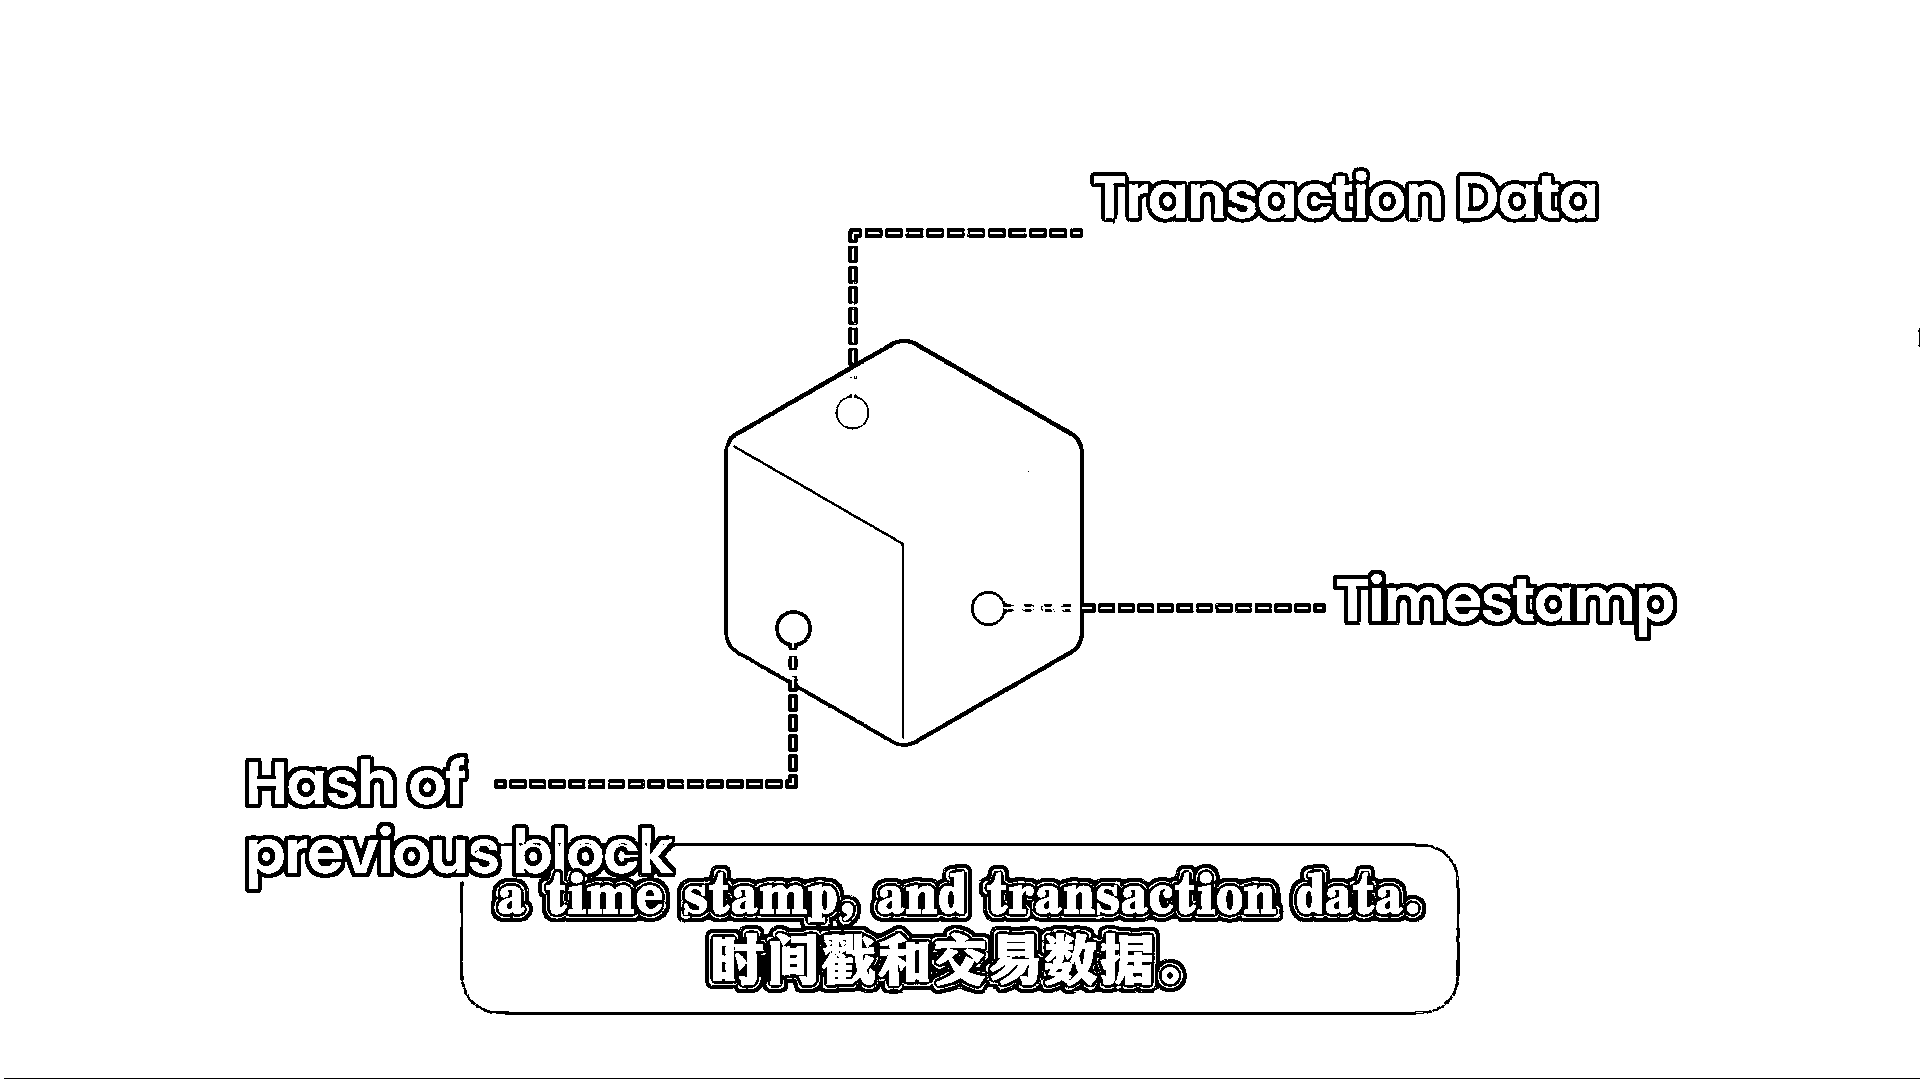 Transaction Data
Timestamp
Hash of
previous block
a time stamp, and transaction data.
时间戳和交易数据。